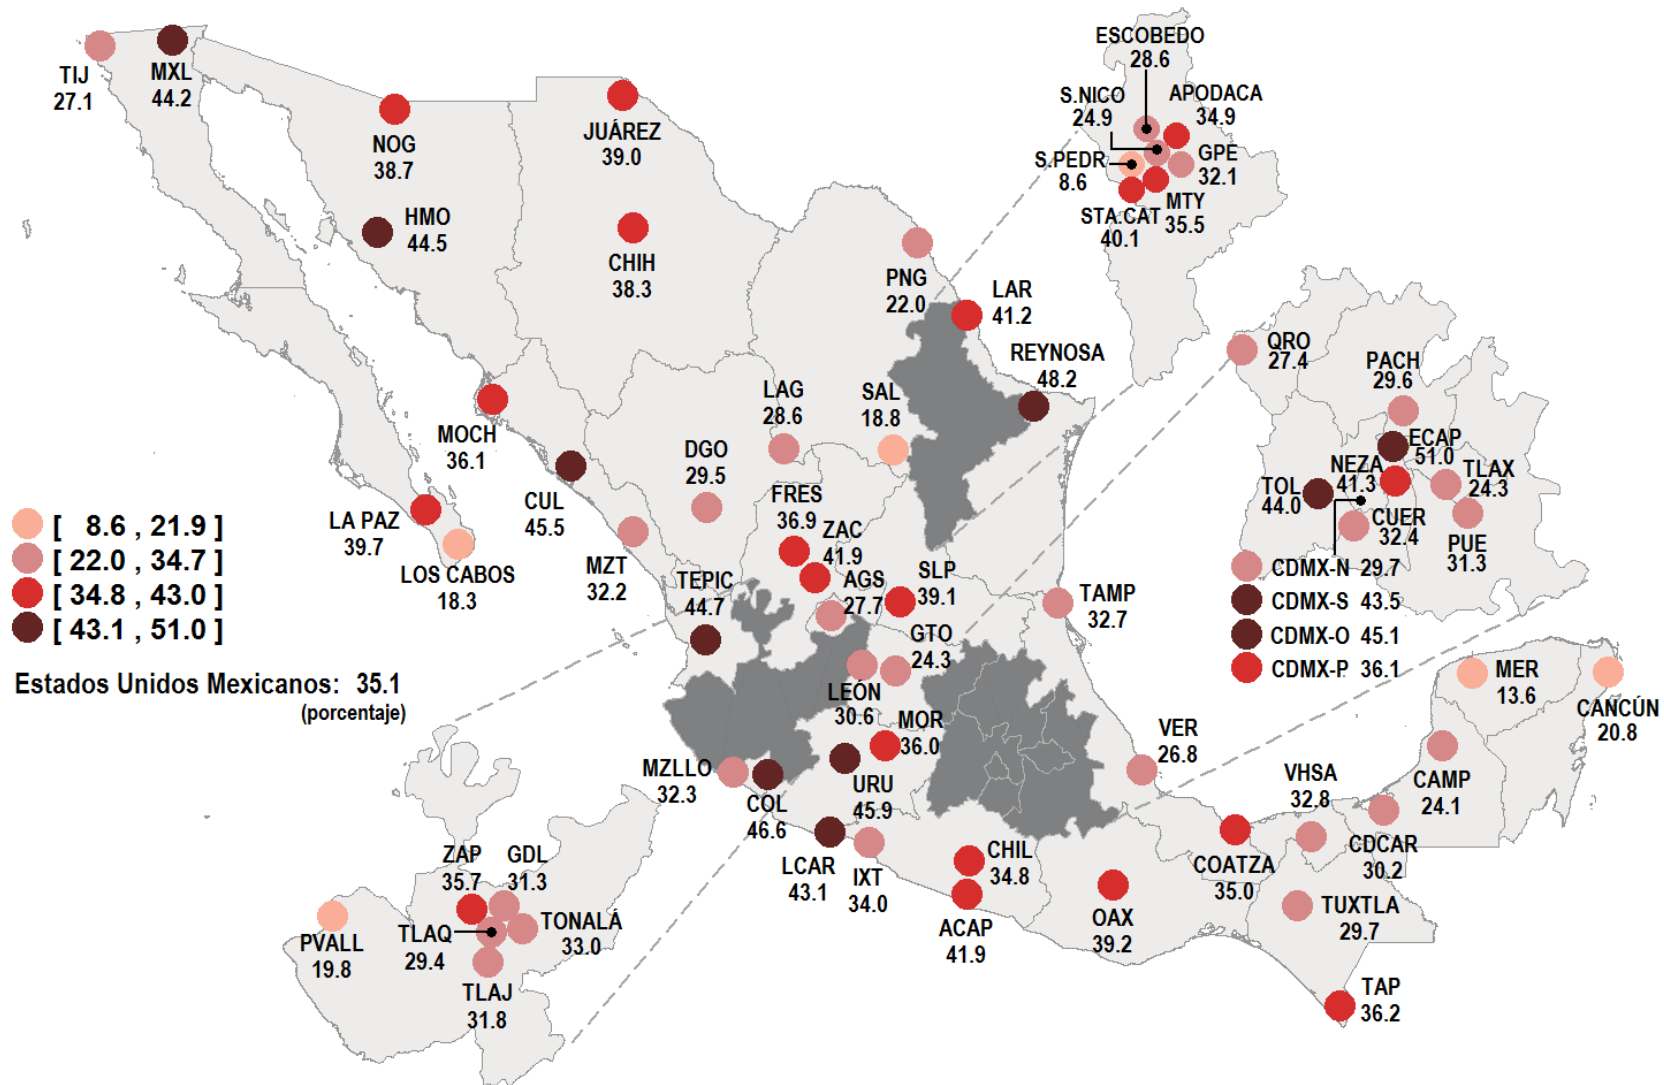 TIJ
27.1
MXL
44.2
NOG
38.7
JUÁREZ
39.0
HMO
44.5
CHIH
38.3
ESCOBEDO
28.6
S.NICO
24.9
APODACA
34.9
S.PEDR
8.6
GPE
32.1
STA.CAT
40.1
MTY
35.5
PNG
22.0
LAR
41.2
REYNOSA
48.2
MOCH
36.1
CUL
45.5
LA PAZ
39.7
LOS CABOS
18.3
LAG
28.6
SAL
18.8
DGO
29.5
MZT
32.2
FRES
36.9
ZAC
41.9
TEPIC
44.7
AGS
27.7
SLP
39.1
GTO
24.3
LEÓN
30.6
TAMP
32.7
QRO
27.4
PACH
29.6
ECAP
51.0
NEZA
41.3
TLAX
24.3
TOL
44.0
CUER
32.4
PUE
31.3
CDMX-N 29.7
CDMX-S 43.5
CDMX-O 45.1
CDMX-P 36.1
[ 8.6 , 21.9 ]
[ 22.0 , 34.7 ]
[ 34.8 , 43.0 ]
[ 43.1 , 51.0 ]
Estados Unidos Mexicanos: 35.1
(porcentaje)
MOR
36.0
MZLLO
32.3
COL
46.6
URU
45.9
LCAR
43.1
IXT
34.0
CHIL
34.8
ACAP
41.9
OAX
39.2
VER
26.8
COATZA
35.0
VHSA
32.8
CDCAR
30.2
CAMP
24.1
MER
13.6
CANCÚN
20.8
TUXTLA
29.7
TAP
36.2
ZAP
35.7
GDL
31.3
TLAQ
29.4
TONALÁ
33.0
PVALL
19.8
TLAJ
31.8